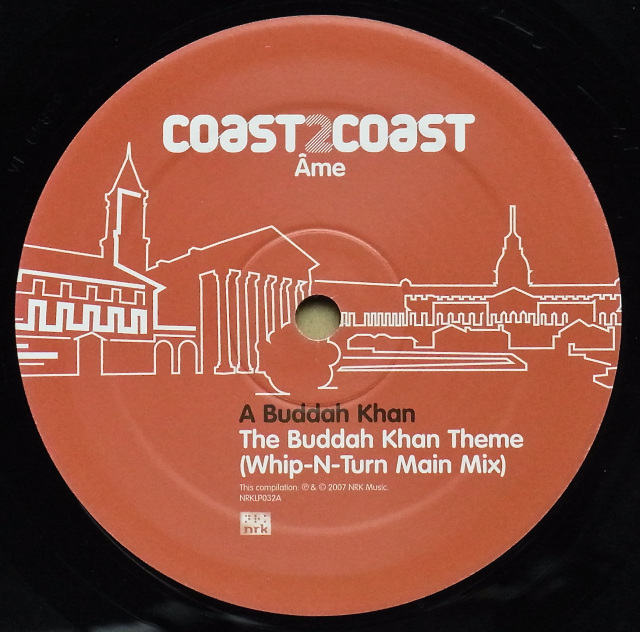 coast2coast
Âme
A Buddah Khan
The Buddah Khan Theme
(Whip-N-Turn Main Mix)
This compilation ℗ & © 2007 NRK Music.
NRKLP032A
nrk